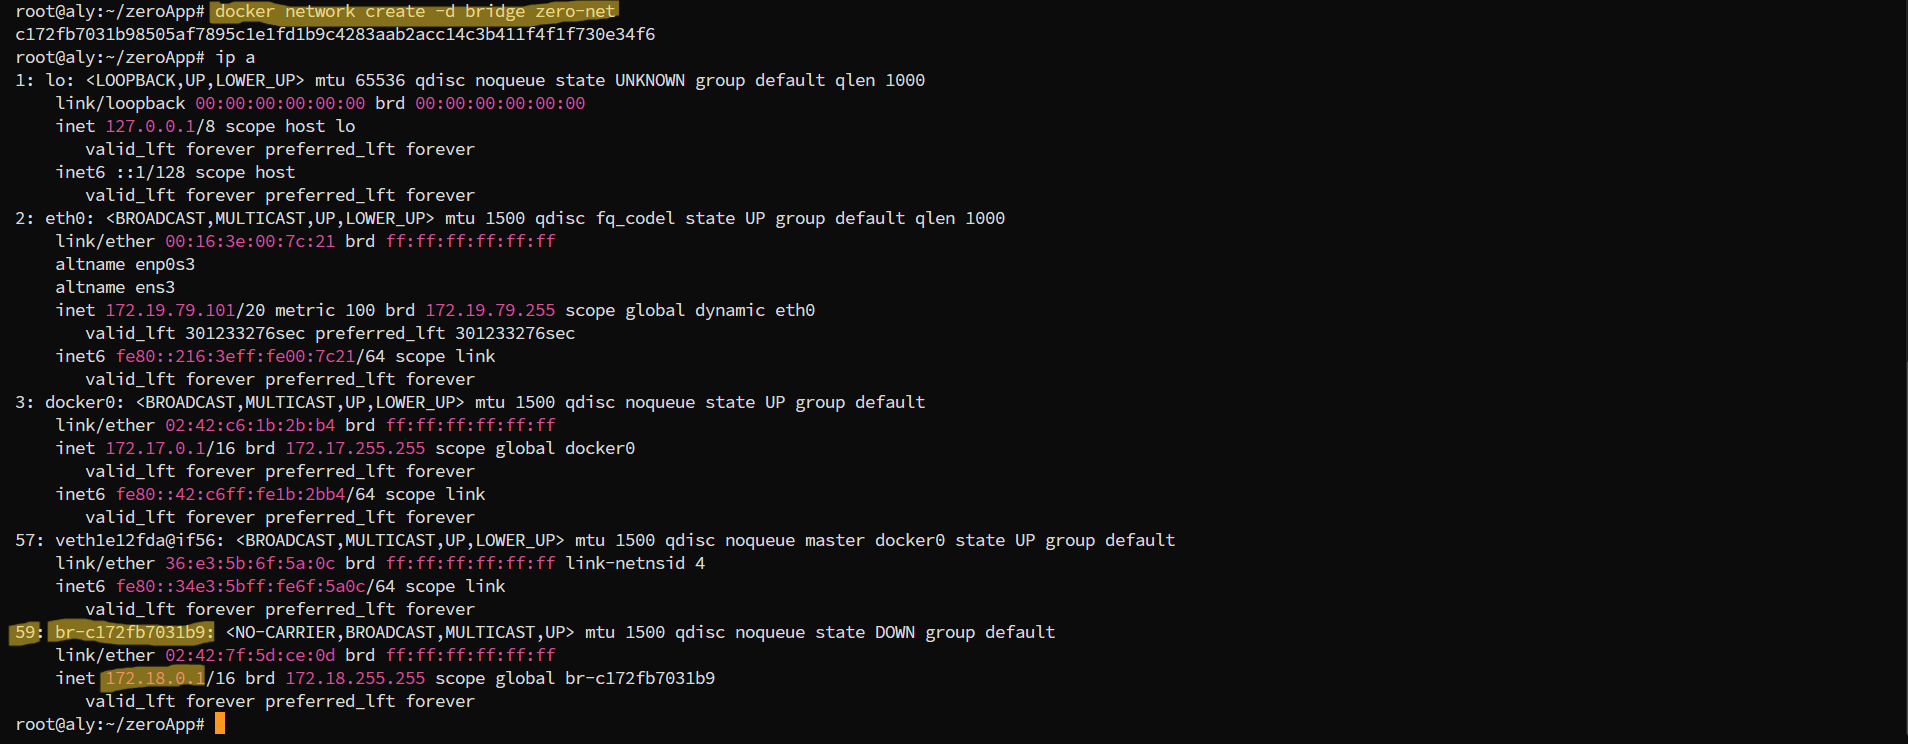 root@aly:~/zeroApp# docker network create -d bridge zero-net
c172fb7031b98505af7895c1e1fd1b9c4283aab2acc14c3b411f4f1f730e34f6
root@aly:~/zeroApp# ip a
1: lo: <LOOPBACK,UP,LOWER_UP> mtu 65536 qdisc noqueue state UNKNOWN group default qlen 1000
    link/loopback 00:00:00:00:00:00 brd 00:00:00:00:00:00
    inet 127.0.0.1/8 scope host lo
       valid_lft forever preferred_lft forever
    inet6 ::1/128 scope host
       valid_lft forever preferred_lft forever
2: eth0: <BROADCAST,MULTICAST,UP,LOWER_UP> mtu 1500 qdisc fq_codel state UP group default qlen 1000
    link/ether 00:16:3e:00:7c:21 brd ff:ff:ff:ff:ff:ff
    altname enp0s3
    altname ens3
    inet 172.19.79.101/20 metric 100 brd 172.19.79.255 scope global dynamic eth0
       valid_lft 301233276sec preferred_lft 301233276sec
    inet6 fe80::216:3eff:fe00:7c21/64 scope link
       valid_lft forever preferred_lft forever
3: docker0: <BROADCAST,MULTICAST,UP,LOWER_UP> mtu 1500 qdisc noqueue state UP group default
    link/ether 02:42:c6:1b:2b:b4 brd ff:ff:ff:ff:ff:ff
    inet 172.17.0.1/16 brd 172.17.255.255 scope global docker0
       valid_lft forever preferred_lft forever
    inet6 fe80::42:c6ff:fe1b:2bb4/64 scope link
       valid_lft forever preferred_lft forever
57: veth1e12fda@if56: <BROADCAST,MULTICAST,UP,LOWER_UP> mtu 1500 qdisc noqueue master docker0 state UP group default
    link/ether 36:e3:5b:6f:5a:0c brd ff:ff:ff:ff:ff:ff link-netnsid 4
    inet6 fe80::34e3:5bff:fe6f:5a0c/64 scope link
       valid_lft forever preferred_lft forever
59: br-c172fb7031b9: <NO-CARRIER,BROADCAST,MULTICAST,UP> mtu 1500 qdisc noqueue state DOWN group default
    link/ether 02:42:7f:5d:ce:0d brd ff:ff:ff:ff:ff:ff
    inet 172.18.0.1/16 brd 172.18.255.255 scope global br-c172fb7031b9
       valid_lft forever preferred_lft forever
root@aly:~/zeroApp#